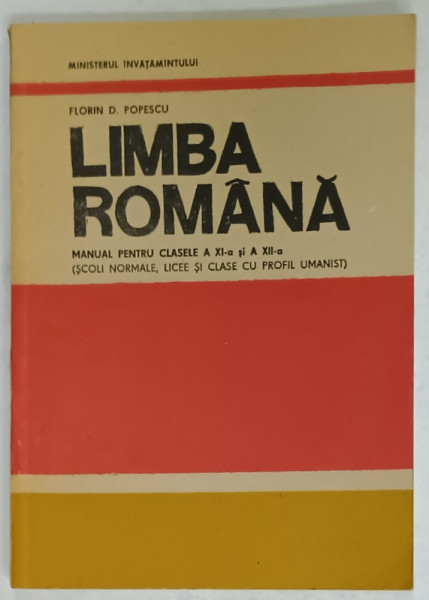 MINISTERUL INVĂŢĂMÎNTULUI
FLORIN D. POPESCU
LIMBA
ROMÂNĂ
MANUAL PENTRU CLASELE A XI-a și A XII-a
(ȘCOLI NORMALE, LICEE ȘI CLASE CU PROFIL UMANIST)